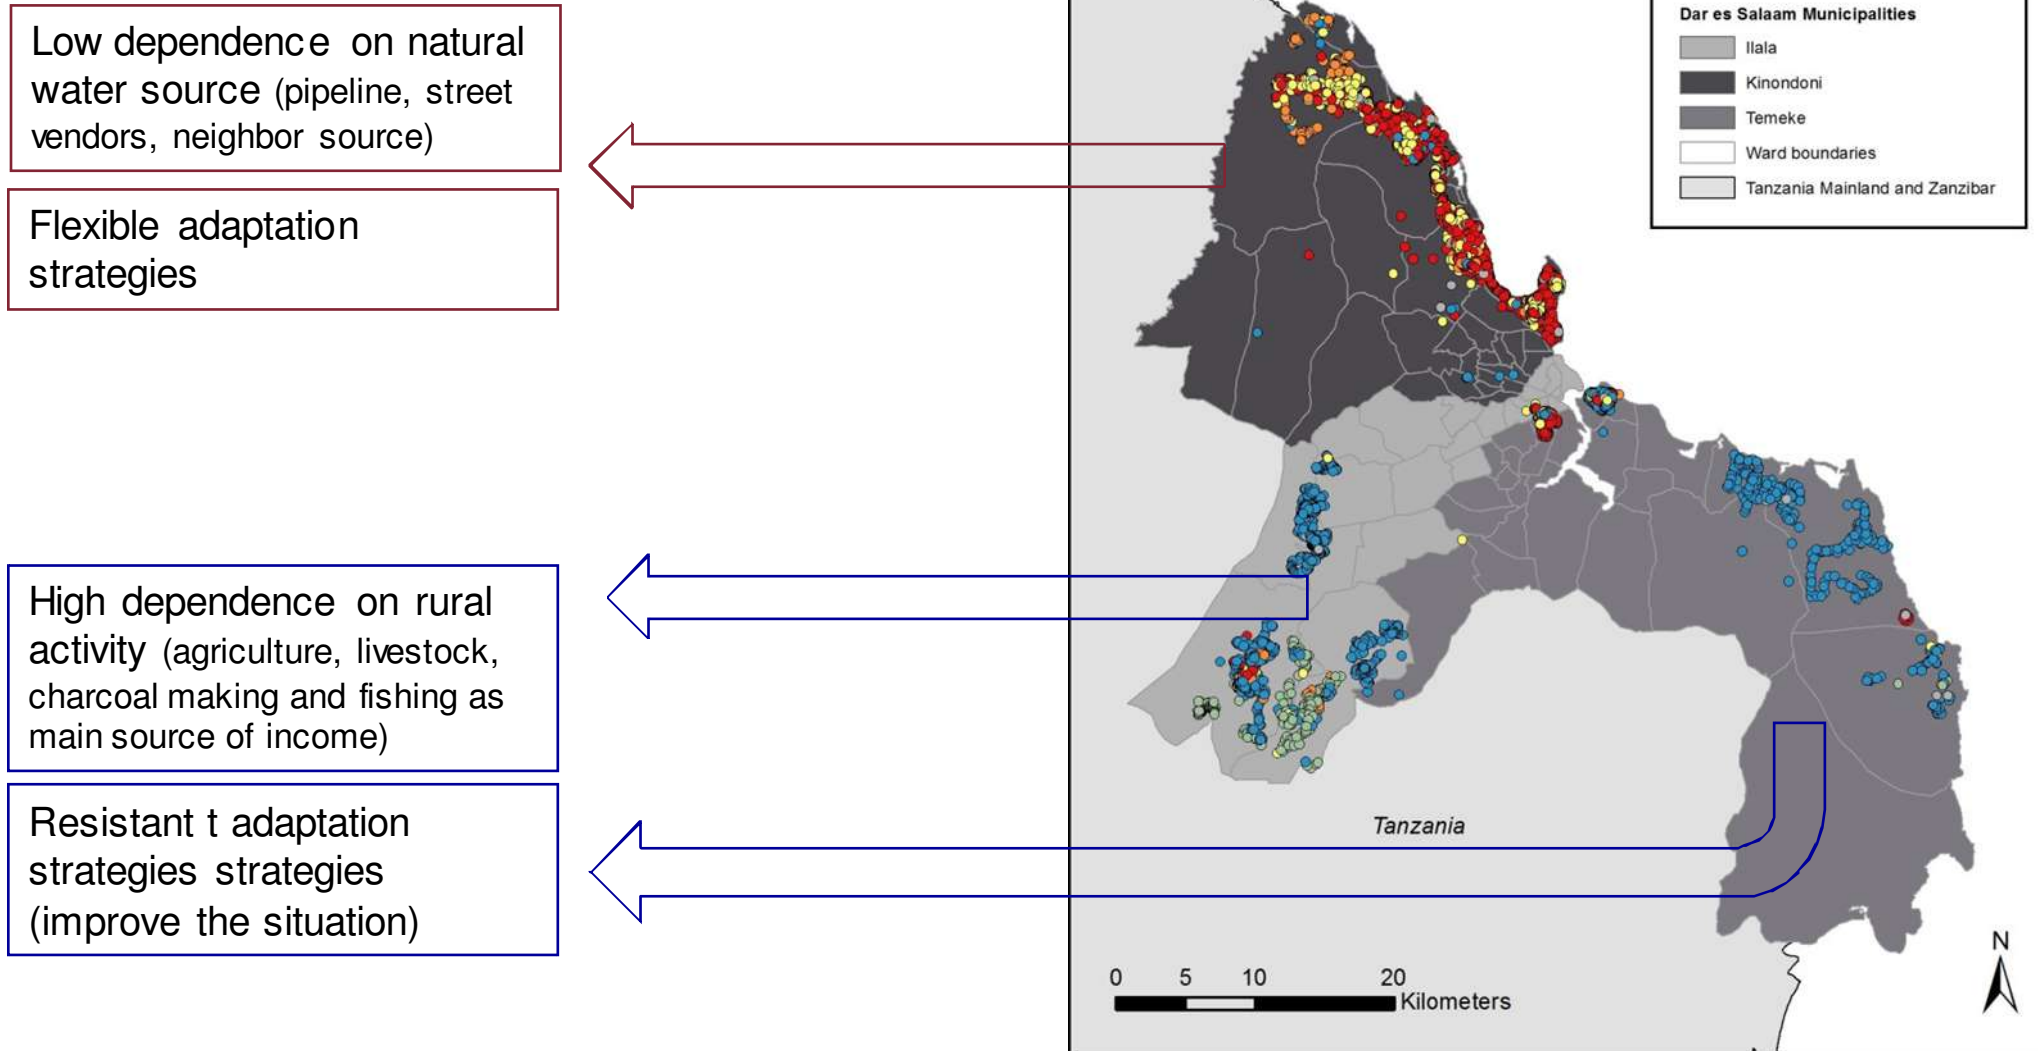 Low dependence on natural
water source (pipeline, street
vendors, neighbor source)
Flexible adaptation
strategies
High dependence on rural
activity (agriculture, livestock,
charcoal making and fishing as
main source of income)
Resistant t adaptation
strategies strategies
(improve the situation)
Dar es Salaam Municipalities
Ilala
Kinondoni
Temeke
Ward boundaries
Tanzania Mainland and Zanzibar
Tanzania
0 5 10 20
Kilometers
N